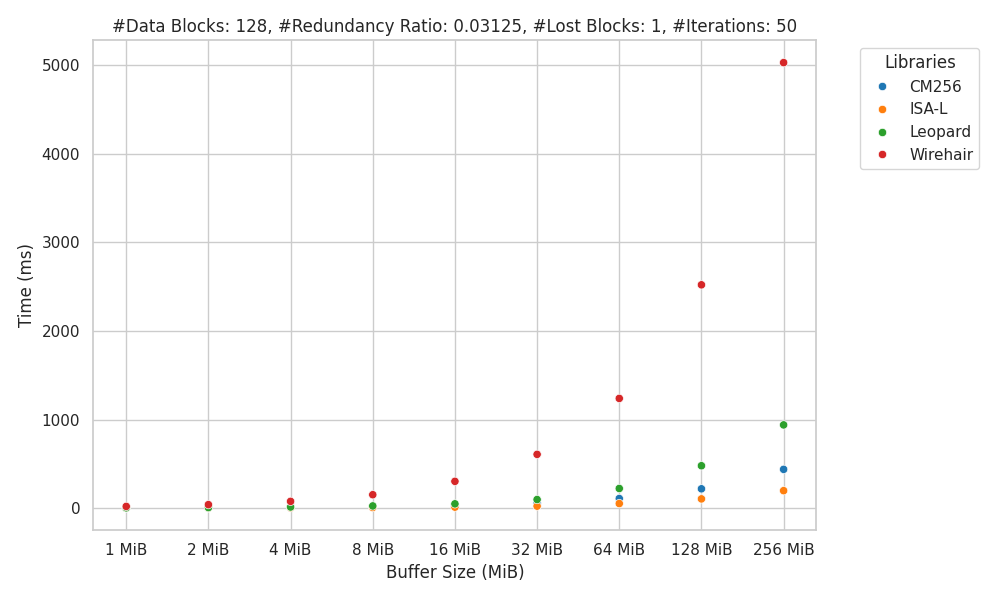 #Data Blocks: 128, #Redundancy Ratio: 0.03125, #Lost Blocks: 1, #Iterations: 50
Libraries
CM256
ISA-L
Leopard
Wirehair
Time (ms)
5000
4000
3000
2000
1000
0
1 MiB 2 MiB 4 MiB 8 MiB 16 MiB 32 MiB 64 MiB 128 MiB 256 MiB
Buffer Size (MiB)